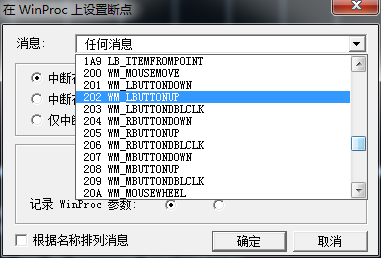 在 WinProc 上设置断点
消息: 任何消息
1A9 LB_ITEMFROMPOINT
200 WM_MOUSEMOVE
201 WM_LBUTTONDOWN
202 WM_LBUTTONUP
203 WM_LBUTTONDBLCLK
204 WM_RBUTTONDOWN
205 WM_RBUTTONUP
206 WM_RBUTTONDBLCLK
207 WM_MBUTTONDOWN
208 WM_MBUTTONUP
209 WM_MBUTTONDBLCLK
20A WM_MOUSEWHEEL
中断在
中断在
仅中断
记录 WinProc 参数:
根据名称排列消息
确定
取消